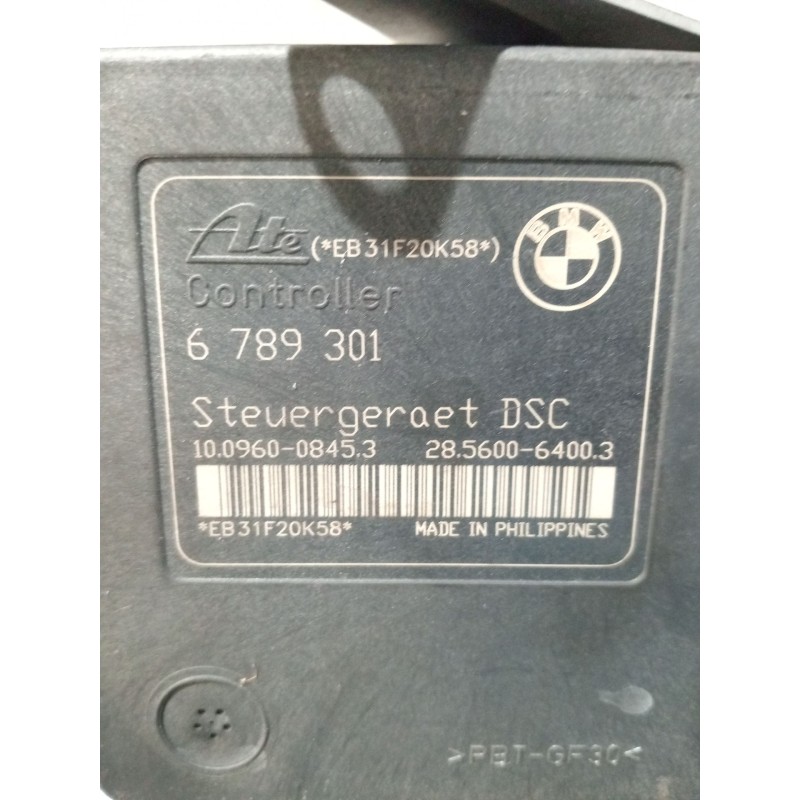 Ate (*EB31F20K58*)
BMW
Controller
6 789 301
Steuergeraet DSC
10.0960-0845.3 28.5600-6400.3
*EB31F20K58* MADE IN PHILIPPINES
>PBT-GF30<